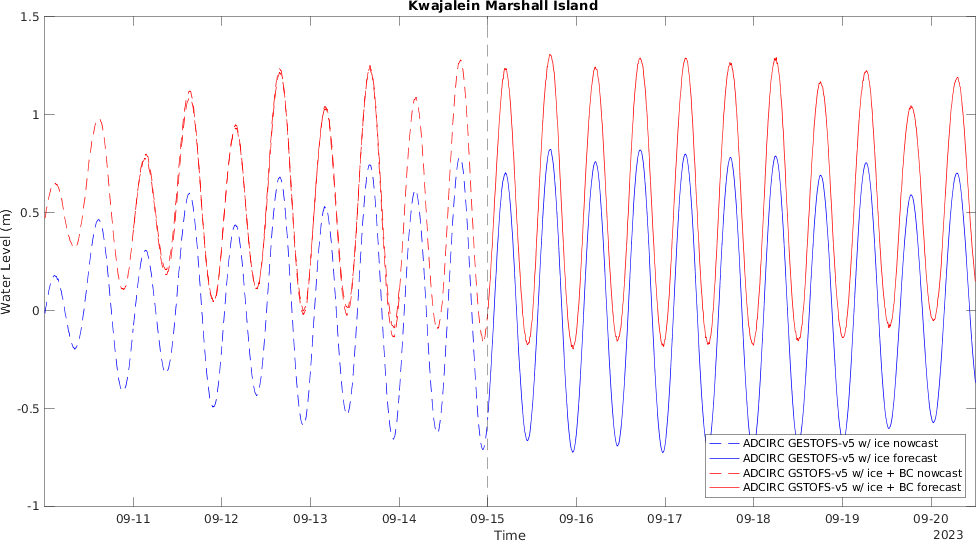 Kwajalein Marshall Island
1.5
1
0.5
0
-0.5
-1
Water Level (m)
09-11
09-12
09-13
09-14
09-15
09-16
09-17
09-18
09-19
09-20
Time
2023
ADCIRC GESTOFS-v5 w/ ice nowcast
ADCIRC GESTOFS-v5 w/ ice forecast
ADCIRC GSTOFS-v5 w/ ice + BC nowcast
ADCIRC GSTOFS-v5 w/ ice + BC forecast